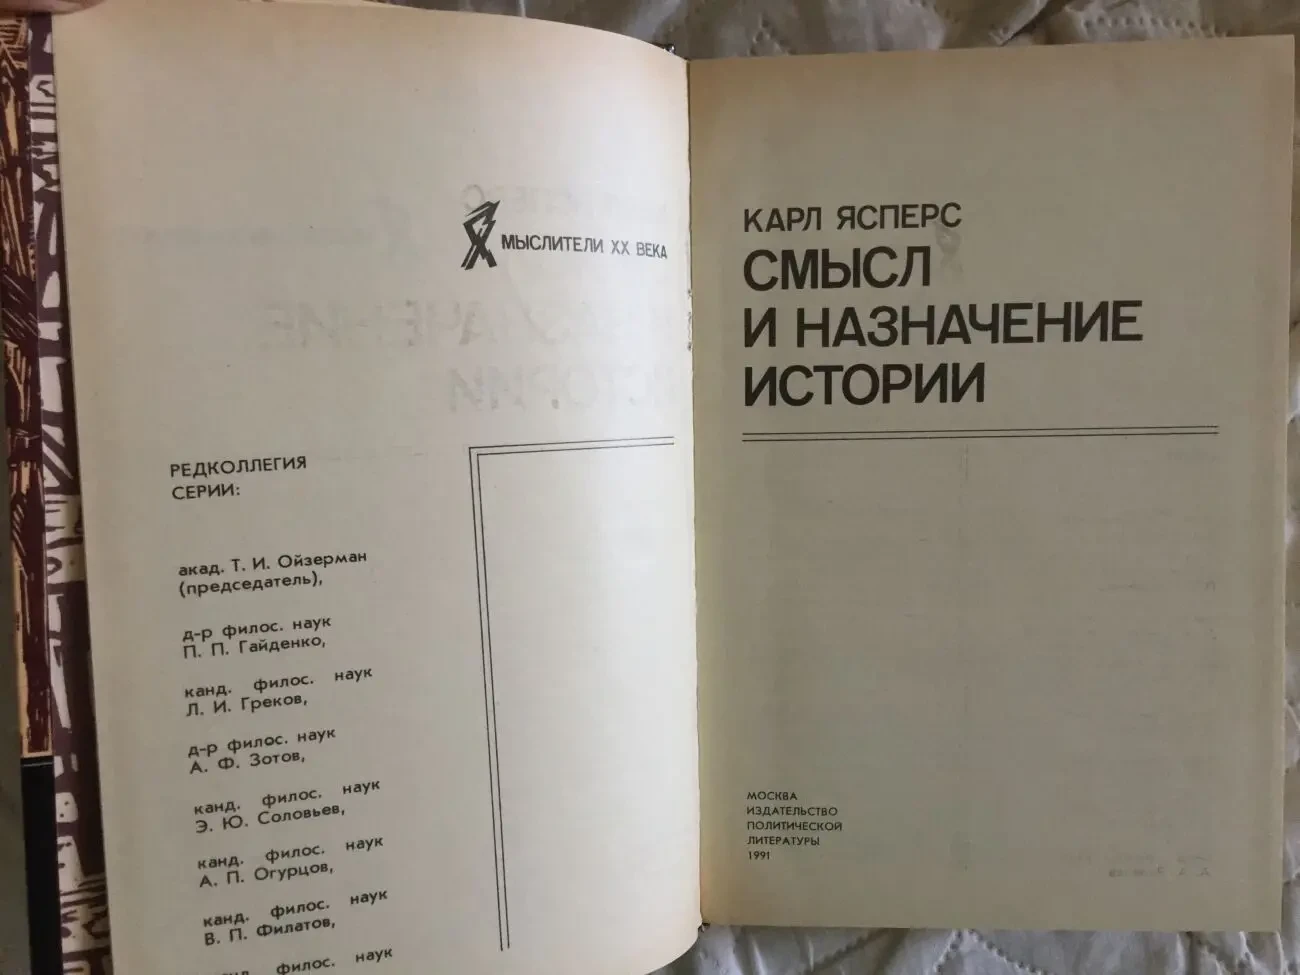 МЫСЛИТЕЛИ XX ВЕКА
РЕДКОЛЛЕГИЯ
СЕРИИ:
акад. Т. И. Ойзерман
(председатель),
д-р филос. наук
П. П. Гайденко,
канд. филос. наук
Л. И. Греков,
д-р филос. наук
А. Ф. Зотов,
канд. филос. наук
Э. Ю. Соловьев,
канд. филос. наук
А. П. Огурцов,
канд. филос. наук
В. П. Филатов,
канд. филос. наук
КАРЛ ЯСПЕРС
СМЫСЛ
И НАЗНАЧЕНИЕ
ИСТОРИИ
МОСКВА
ИЗДАТЕЛЬСТВО
ПОЛИТИЧЕСКОЙ
ЛИТЕРАТУРЫ
1991